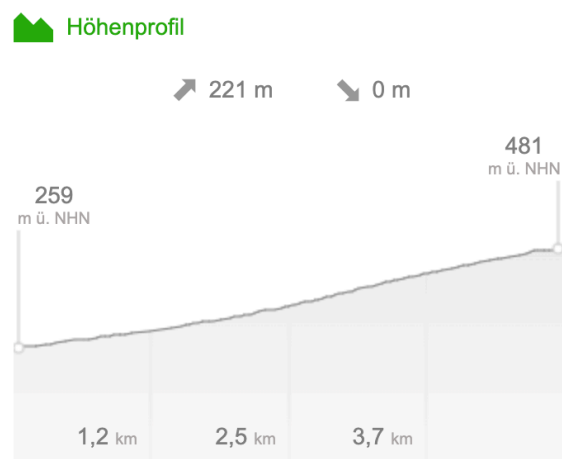 Höhenprofil
221 m 0 m
481
m ü. NHN
259
m ü. NHN
1,2 km 2,5 km 3,7 km